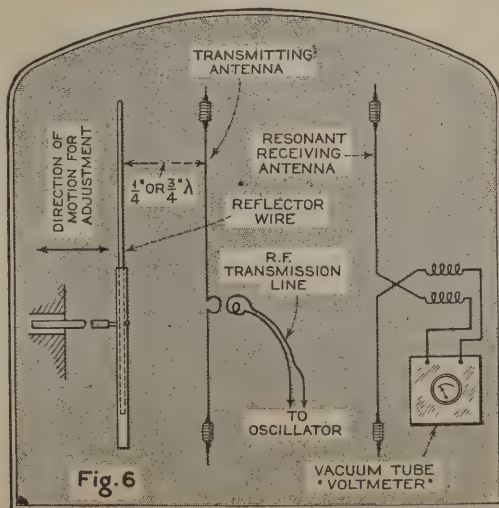 TRANSMITTING
ANTENNA
DIRECTION OF
MOTION FOR
ADJUSTMENT
1/4" OR 3/4" λ
RESONANT
RECEIVING
ANTENNA
REFLECTOR
WIRE
R.F.
TRANSMISSION
LINE
TO
OSCILLATOR
Fig.6
VACUUM TUBE
"VOLTMETER"